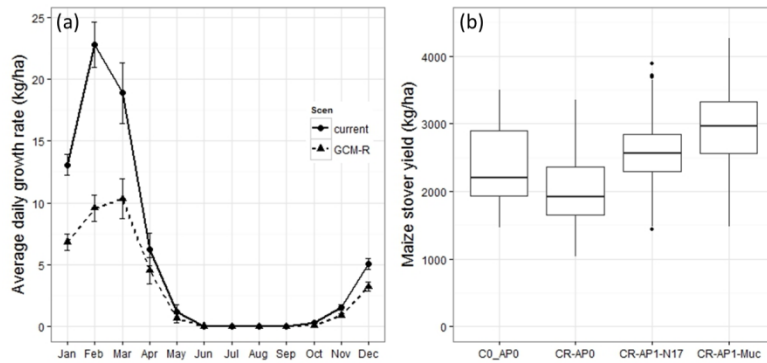 (a)
Average daily growth rate (kg/ha)
25
20
15
10
5
0
Scen
current
GCM-R
Jan Feb Mar Apr May Jun Jul Aug Sep Oct Nov Dec
(b)
Maize stover yield (kg/ha)
4000
3000
2000
1000
0
C0_AP0 CR-AP0 CR-AP1-N17 CR-AP1-Muc